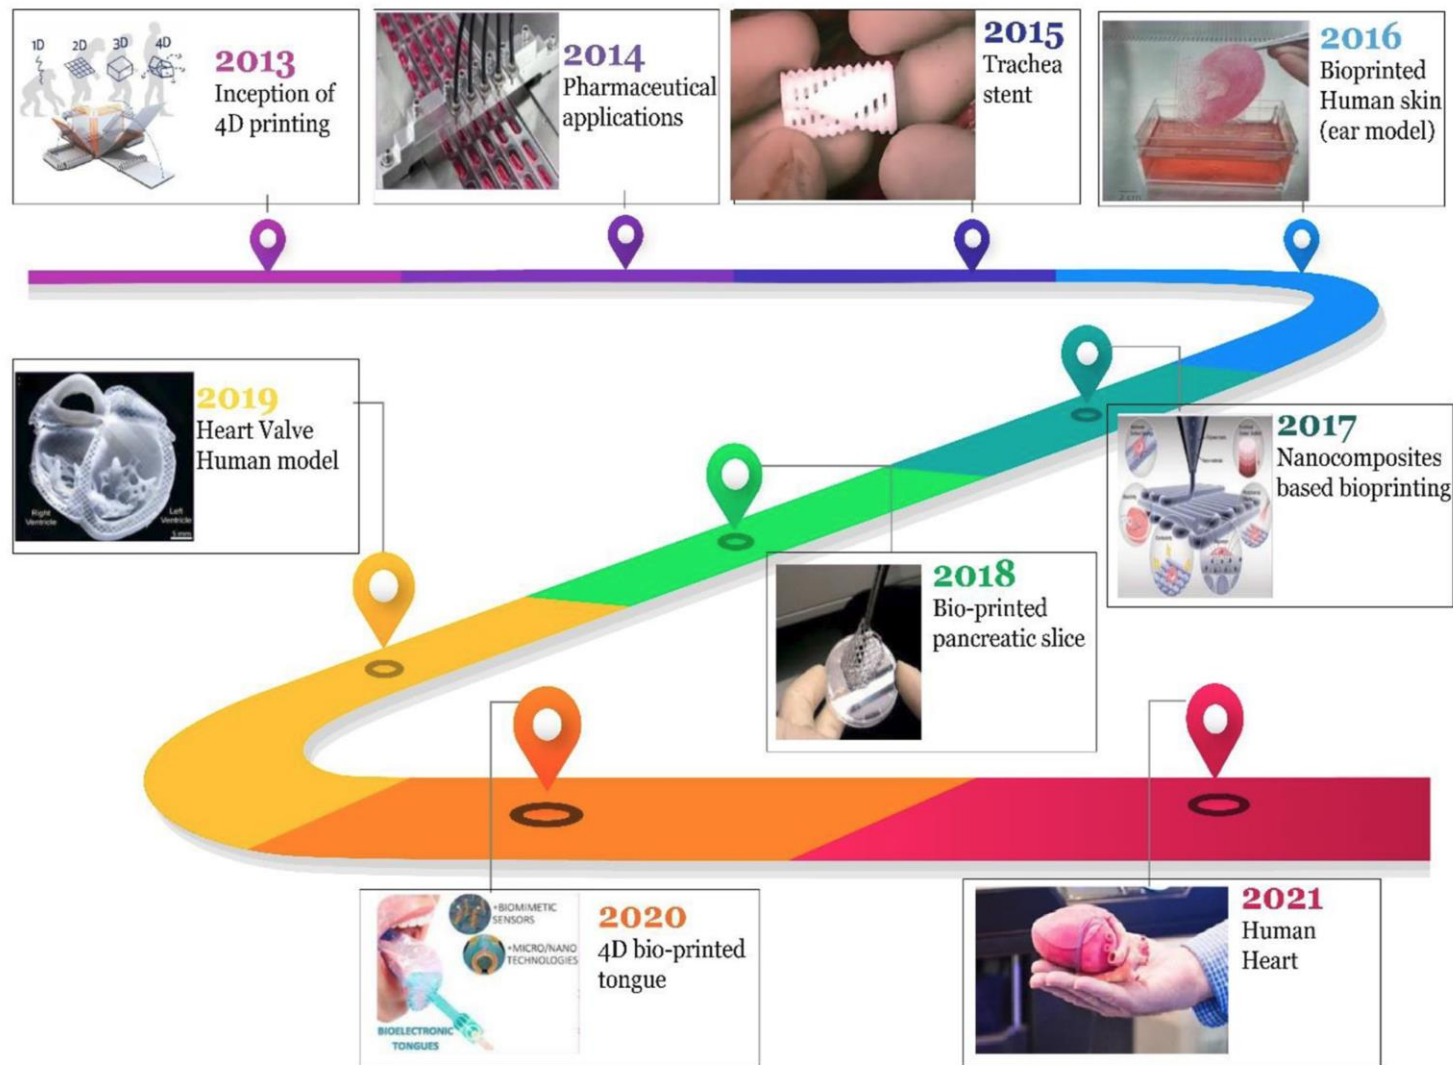 1D 2D 3D 4D
2013
Inception of
4D printing
2014
Pharmaceutical
applications
2015
Trachea
stent
2016
Bioprinted
Human skin
(ear model)
2019
Heart Valve
Human model
Right
Ventricle
Left
Ventricle
5 mm
2017
Nanocomposites
based bioprinting
2018
Bio-printed
pancreatic slice
+BIOMIMETIC
SENSORS
+MICRO/NANO
TECHNOLOGIES
BIOELECTRONIC
TONGUES
2020
4D bio-printed
tongue
2021
Human
Heart